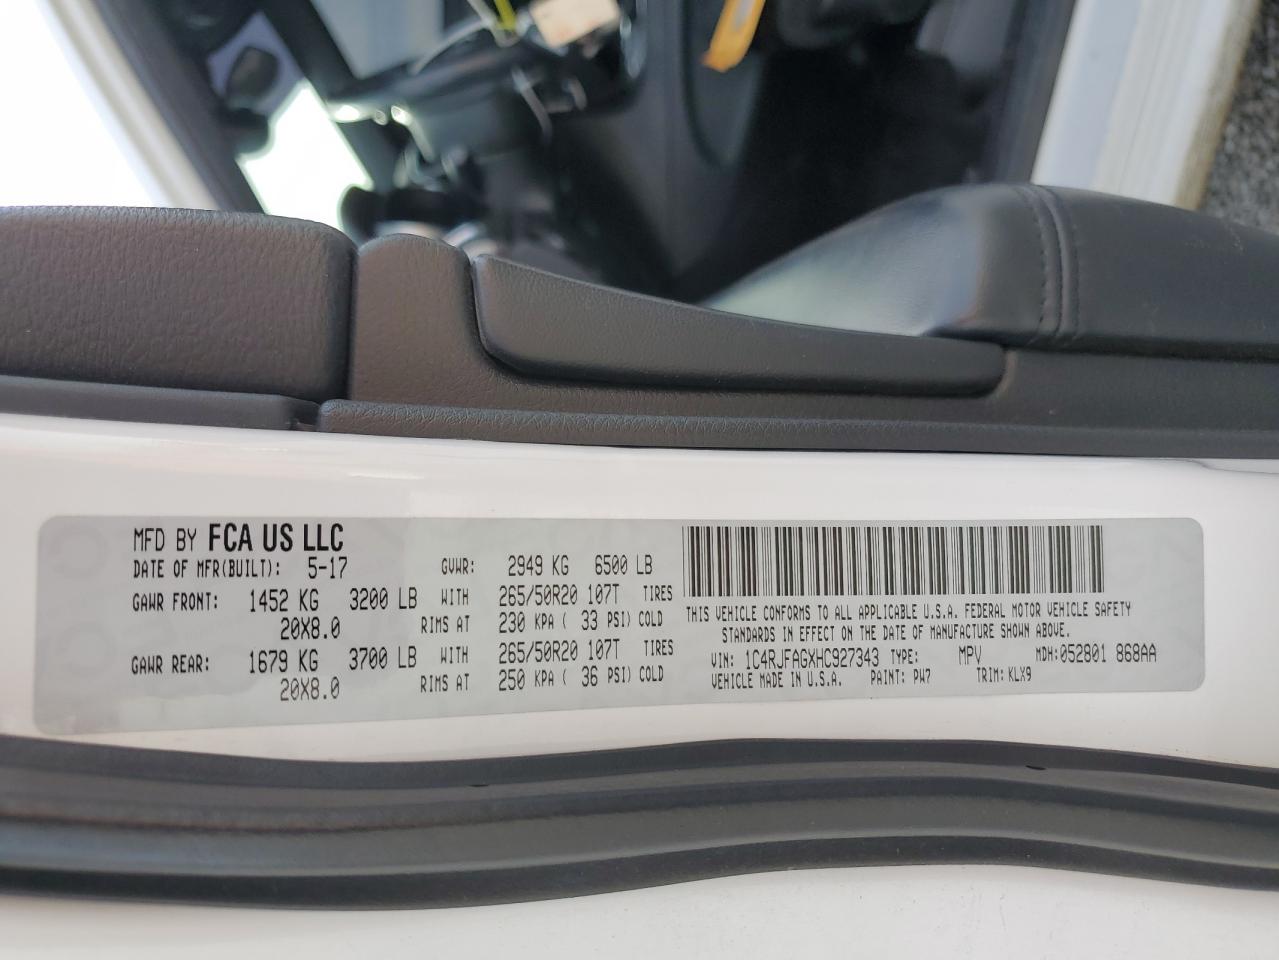 MFD BY FCA US LLC
DATE OF MFR(BUILT): 5-17 GVWR: 2949 KG 6500 LB
GAWR FRONT: 1452 KG 3200 LB WITH 265/50R20 107T TIRES
20X8.0 RIMS AT 230 KPA ( 33 PSI) COLD
GAWR REAR: 1679 KG 3700 LB WITH 265/50R20 107T TIRES
20X8.0 RIMS AT 250 KPA ( 36 PSI) COLD
THIS VEHICLE CONFORMS TO ALL APPLICABLE U.S.A. FEDERAL MOTOR VEHICLE SAFETY
STANDARDS IN EFFECT ON THE DATE OF MANUFACTURE SHOWN ABOVE.
VIN: 1C4RJFAGXHC927343 TYPE: MPV MDH:052801 868AA
VEHICLE MADE IN U.S.A. PAINT: PW7 TRIM: KLX9